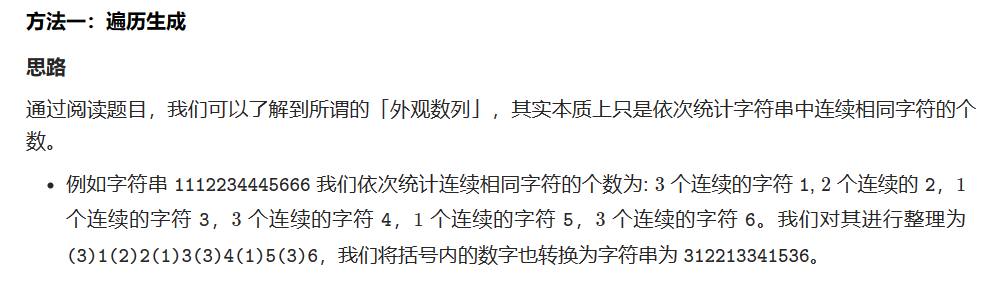 方法一：遍历生成
思路
通过阅读题目，我们可以了解到所谓的「外观数列」，其实本质上只是依次统计字符串中连续相同字符的个
数。
• 例如字符串 1112234445666 我们依次统计连续相同字符的个数为: 3 个连续的字符 1, 2 个连续的 2，1
个连续的字符 3，3 个连续的字符 4，1 个连续的字符 5，3 个连续的字符 6。我们对其进行整理为
(3)1(2)2(1)3(3)4(1)5(3)6，我们将括号内的数字也转换为字符串为 312213341536。